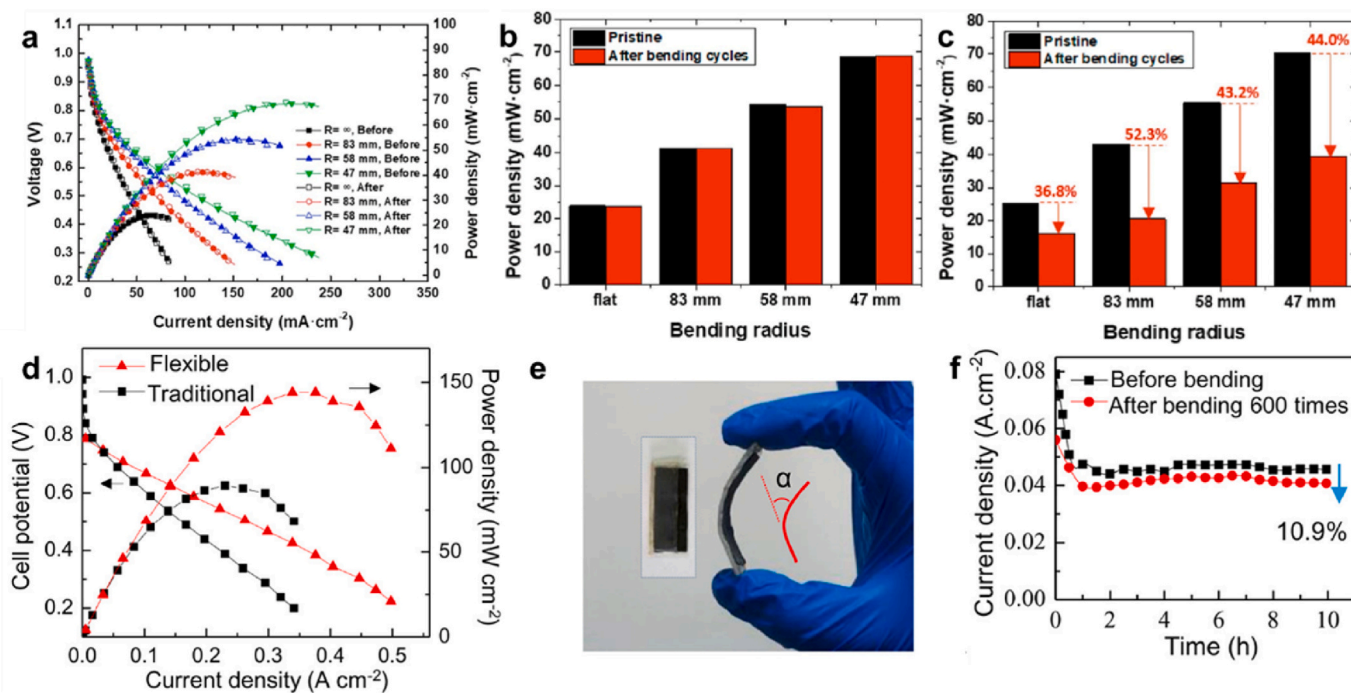 a
1.1
1.0
0.9
0.8
0.7
0.6
0.5
0.4
0.3
0.2
Voltage (V)
0 50 100 150 200 250 300 350
Current density (mA·cm⁻²)
100
90
80
70
60
50
40
30
20
10
0
Power density (mW·cm⁻²)
R= ∞, Before
R= 83 mm, Before
R= 58 mm, Before
R= 47 mm, Before
R= ∞, After
R= 83 mm, After
R= 58 mm, After
R= 47 mm, After
b
80
70
60
50
40
30
20
10
0
Power density (mW·cm⁻²)
Pristine
After bending cycles
flat 83 mm 58 mm 47 mm
Bending radius
c
80
70
60
50
40
30
20
10
0
Power density (mW·cm⁻²)
Pristine
After bending cycles
36.8%
52.3%
43.2%
44.0%
flat 83 mm 58 mm 47 mm
Bending radius
d
Flexible
Traditional
1.0
0.8
0.6
0.4
0.2
Cell potential (V)
0.0 0.1 0.2 0.3 0.4 0.5
Current density (A cm⁻²)
150
100
50
0
Power density (mW cm⁻²)
e
α
f
0.08
0.06
0.04
0.02
0.00
Current density (A.cm⁻²)
Before bending
After bending 600 times
10.9%
0 2 4 6 8 10
Time (h)